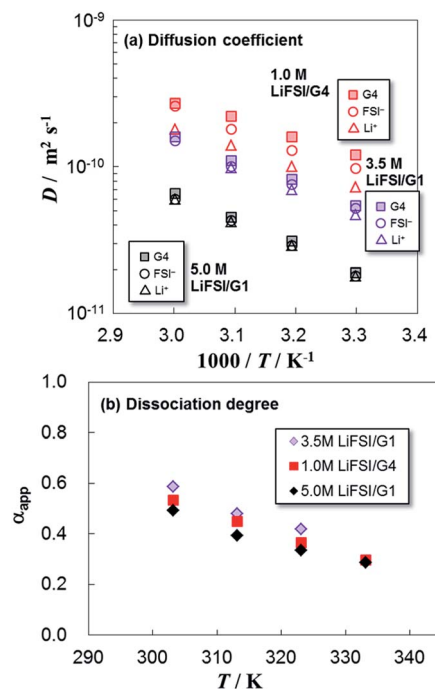 (a) Diffusion coefficient
10⁻⁹
1.0 M
LiFSI/G4
G4
FSI⁻
Li⁺
D / m² s⁻¹
10⁻¹⁰
3.5 M
LiFSI/G1
G4
FSI⁻
Li⁺
G4
FSI⁻
Li⁺
5.0 M
LiFSI/G1
10⁻¹¹
2.9 3.0 3.1 3.2 3.3 3.4
1000 / T / K⁻¹
(b) Dissociation degree
1.0
0.8
0.6
0.4
0.2
0
αapp
3.5M LiFSI/G1
1.0M LiFSI/G4
5.0M LiFSI/G1
290 300 310 320 330 340
T / K